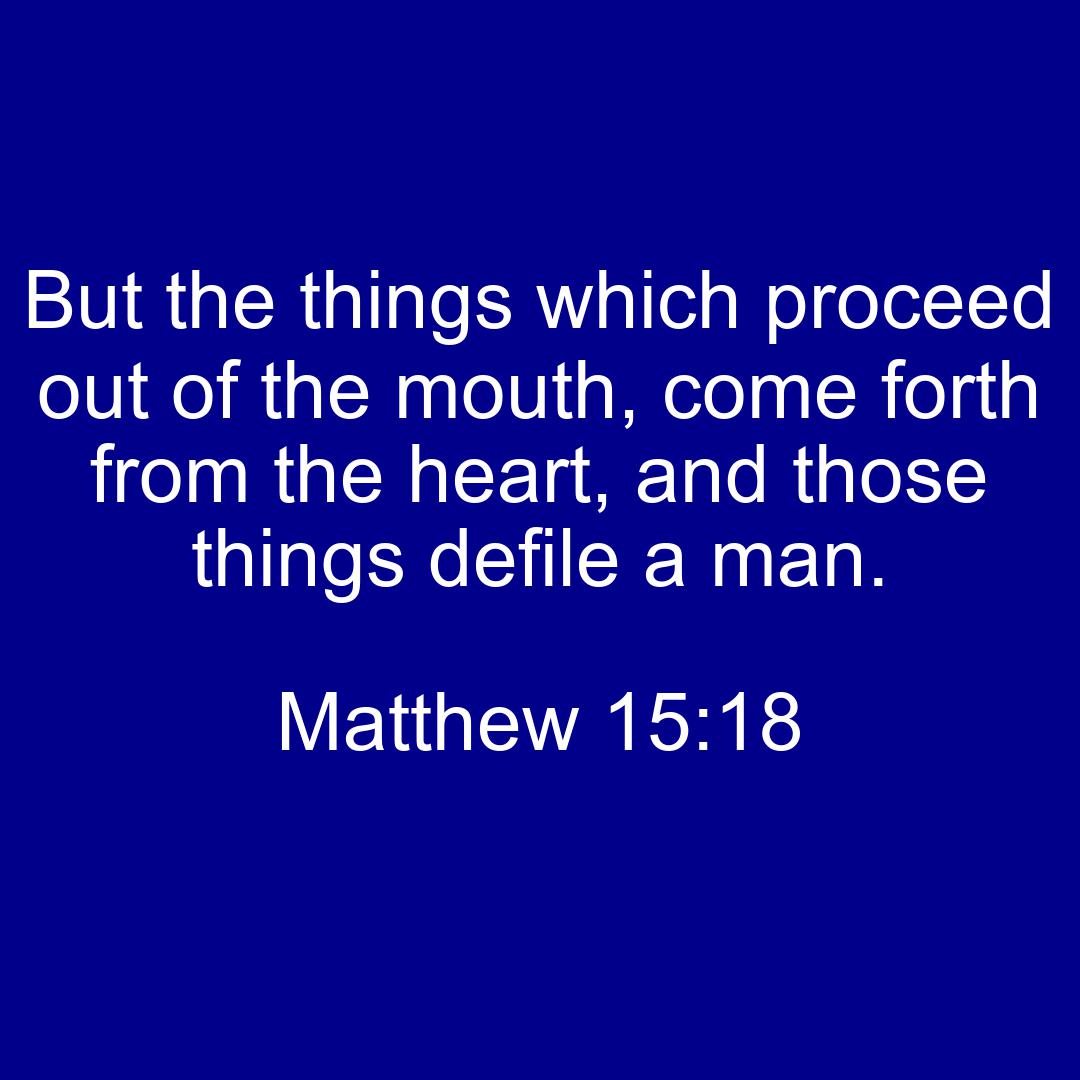 But the things which proceed
out of the mouth, come forth
from the heart, and those
things defile a man.
Matthew 15:18